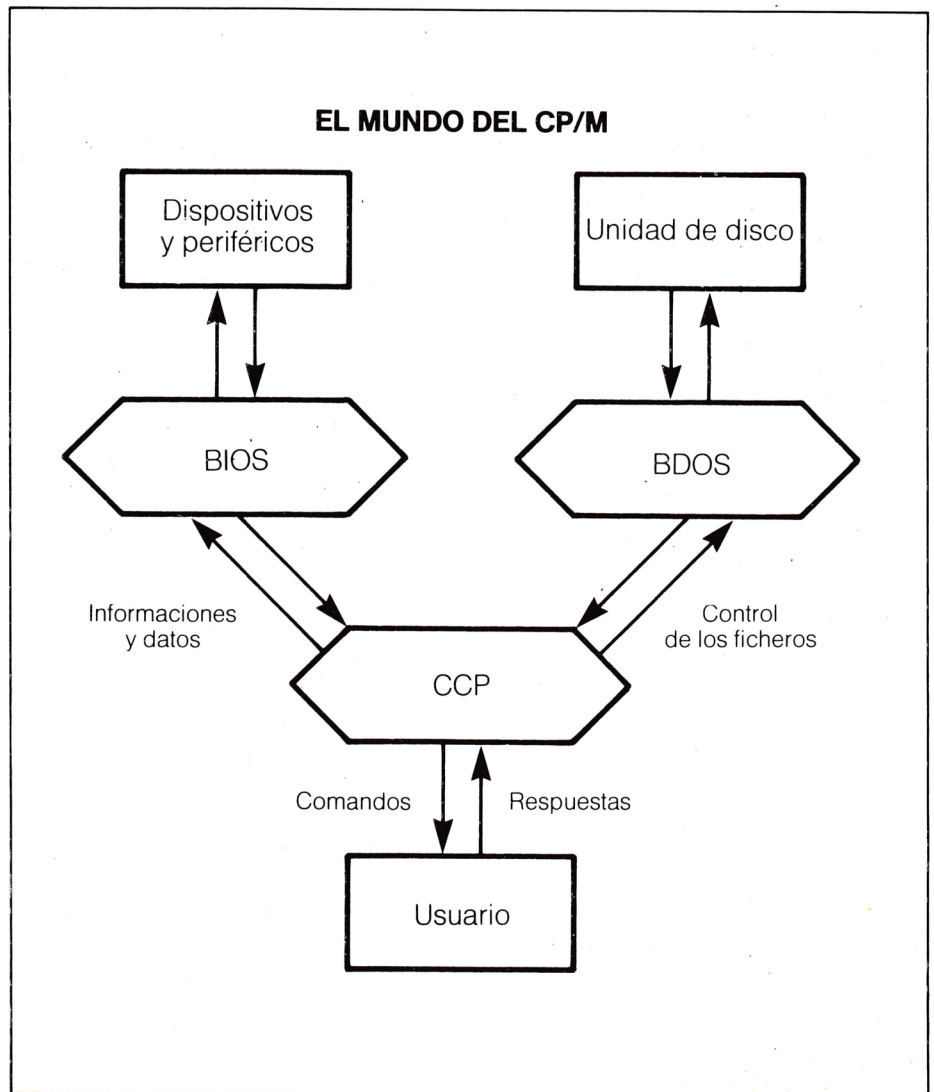 EL MUNDO DEL CP/M
Dispositivos
y periféricos
Unidad de disco
BIOS
BDOS
Informaciones
y datos
Control
de los ficheros
CCP
Comandos
Respuestas
Usuario